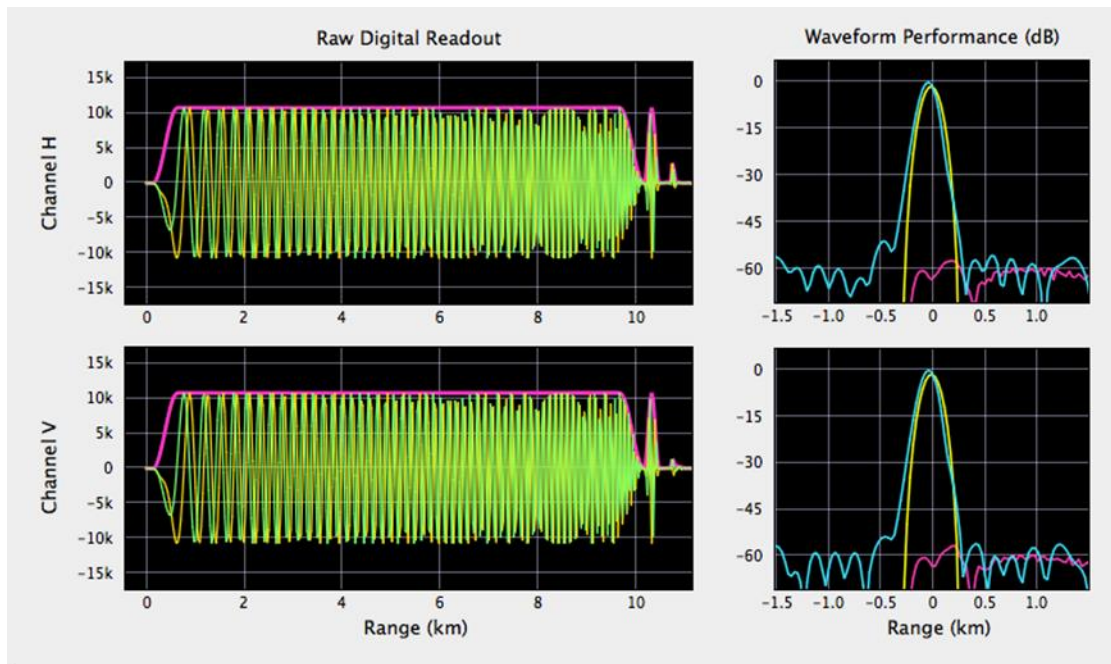 Raw Digital Readout
Waveform Performance (dB)
Channel H
15k
10k
5k
0
−5k
−10k
−15k
0 2 4 6 8 10
0
−15
−30
−45
−60
−1.5 −1.0 −0.5 0 0.5 1.0
Channel V
15k
10k
5k
0
−5k
−10k
−15k
0 2 4 6 8 10
Range (km)
0
−15
−30
−45
−60
−1.5 −1.0 −0.5 0 0.5 1.0
Range (km)